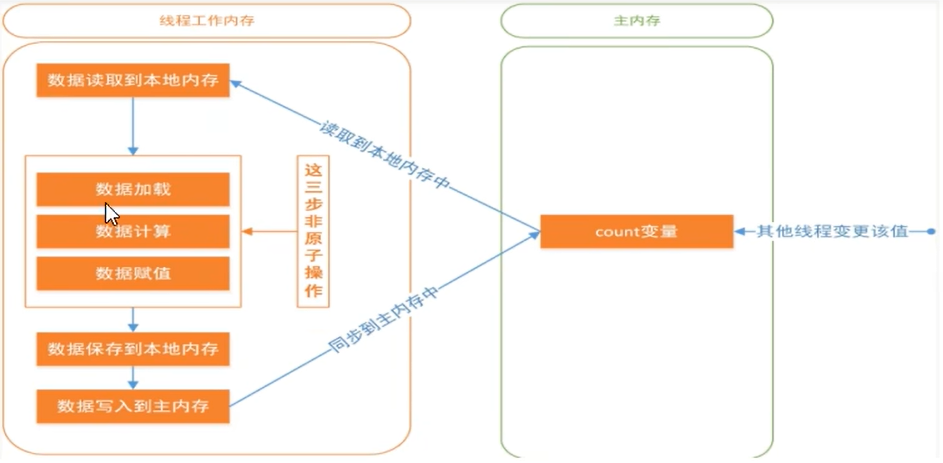 线程工作内存
主内存
数据读取到本地内存
读取到本地内存中
数据加载
数据计算
数据赋值
这三步非原子操作
count变量
其他线程变更该值
同步到主内存中
数据保存到本地内存
数据写入到主内存